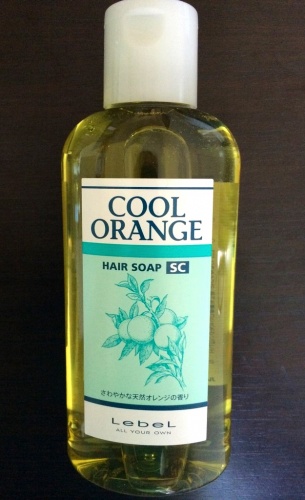 COOL
ORANGE
HAIR SOAP SC
さわやかな天然オレンジの香り
LebeL
ALL YOUR OWN